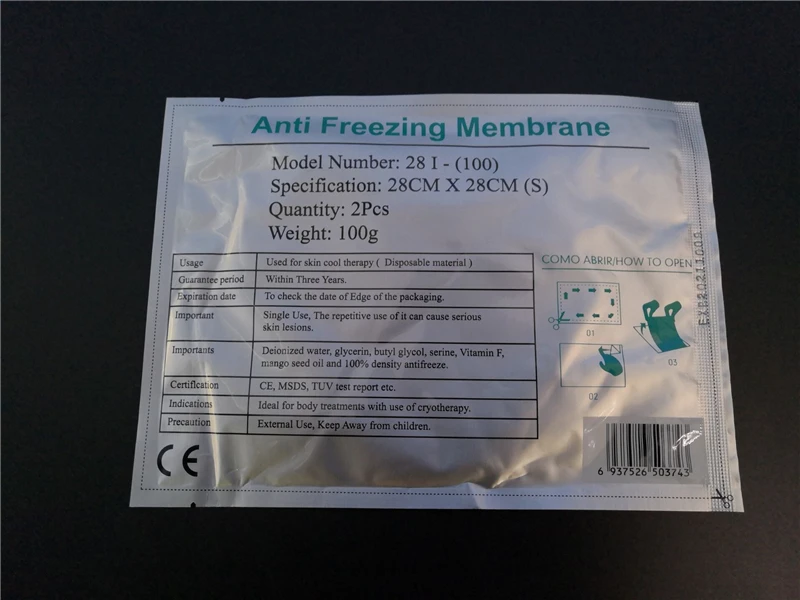 Anti Freezing Membrane
Model Number: 28 I - (100)
Specification: 28CM X 28CM (S)
Quantity: 2Pcs
Weight: 100g
Usage Used for skin cool therapy ( Disposable material )
Guarantee period Within Three Years.
Expiration date To check the date of Edge of the packaging.
Important Single Use, The repetitive use of it can cause serious
skin lesions.
Importants Deionized water, glycerin, butyl glycol, serine, Vitamin F,
mango seed oil and 100% density antifreeze.
Certification CE, MSDS, TUV test report etc.
Indications Ideal for body treatments with use of cryotherapy.
Precaution External Use, Keep Away from children.
CE
COMO ABRIR/HOW TO OPEN
01
02
03
6 937526 503743